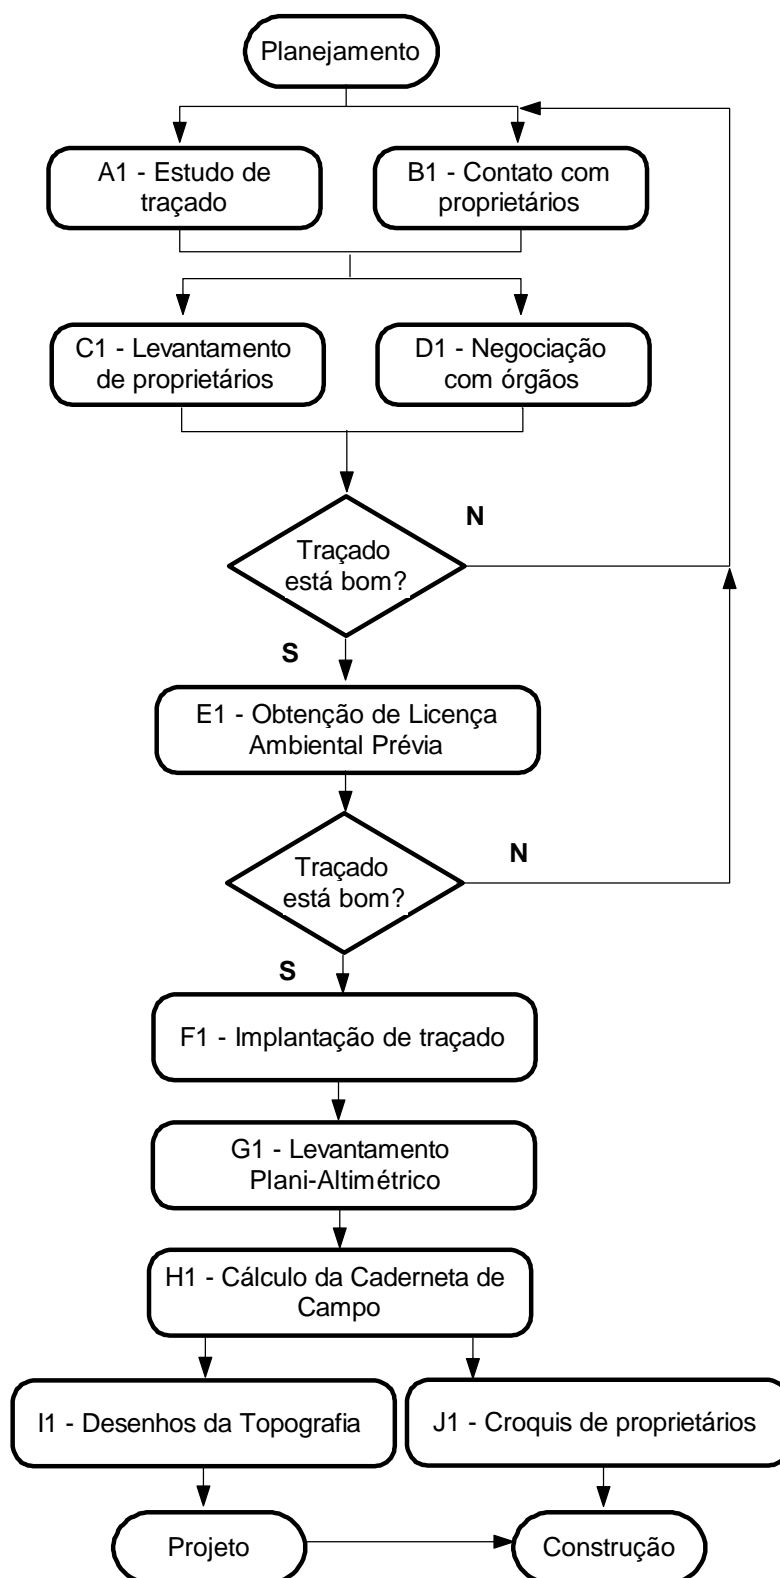 Planejamento
A1 - Estudo de
traçado
B1 - Contato com
proprietários
C1 - Levantamento
de proprietários
D1 - Negociação
com órgãos
N
Traçado
está bom?
S
E1 - Obtenção de Licença
Ambiental Prévia
N
Traçado
está bom?
S
F1 - Implantação de traçado
G1 - Levantamento
Plani-Altimétrico
H1 - Cálculo da Caderneta de
Campo
I1 - Desenhos da Topografia
J1 - Croquis de proprietários
Projeto
Construção